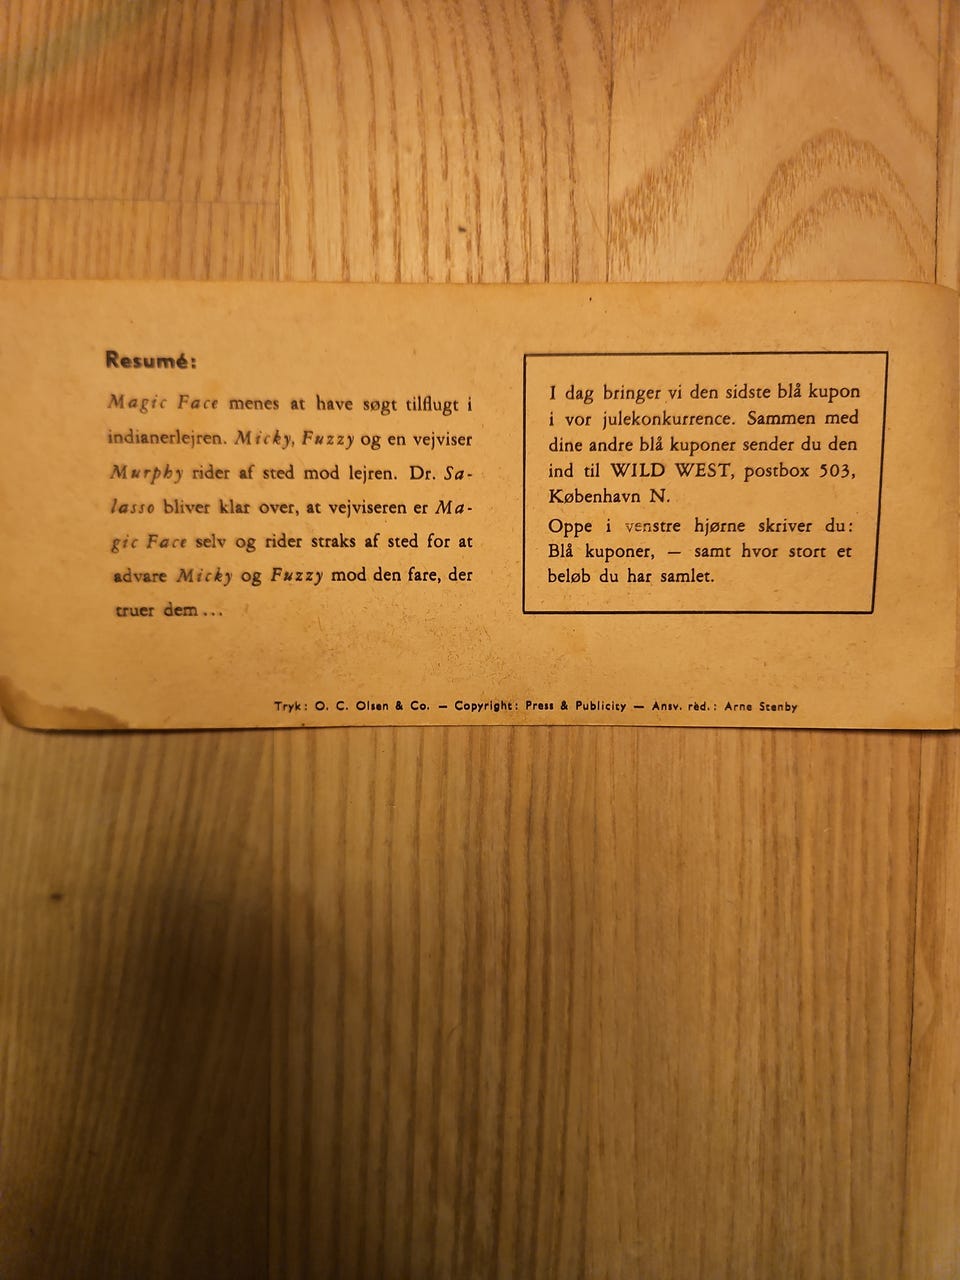 Resumé:
Magic Face menes at have søgt tilflugt i
indianerlejren. Micky, Fuzzy og en vejviser
Murphy rider af sted mod lejren. Dr. Sa-
lasso bliver klar over, at vejviseren er Ma-
gic Face selv og rider straks af sted for at
advare Micky og Fuzzy mod den fare, der
truer dem ...
I dag bringer vi den sidste blå kupon
i vor julekonkurrence. Sammen med
dine andre blå kuponer sender du den
ind til WILD WEST, postbox 503,
København N.
Oppe i venstre hjørne skriver du:
Blå kuponer, — samt hvor stort et
beløb du har samlet.
Tryk: O. C. Olsen & Co. — Copyright: Press & Publicity — Ansv. red.: Arne Stenby